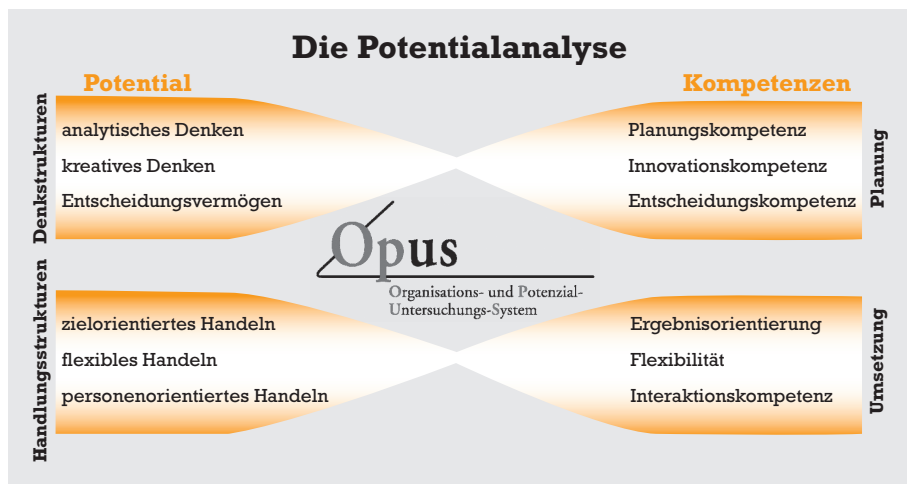 Die Potentialanalyse
Potential
Kompetenzen
Denkstrukturen
analytisches Denken
kreatives Denken
Entscheidungsvermögen
Planungskompetenz
Innovationskompetenz
Entscheidungskompetenz
Planung
Opus
Organisations- und Potenzial-
Untersuchungs-System
Handlungsstrukturen
zielorientiertes Handeln
flexibles Handeln
personenorientiertes Handeln
Ergebnisorientierung
Flexibilität
Interaktionskompetenz
Umsetzung